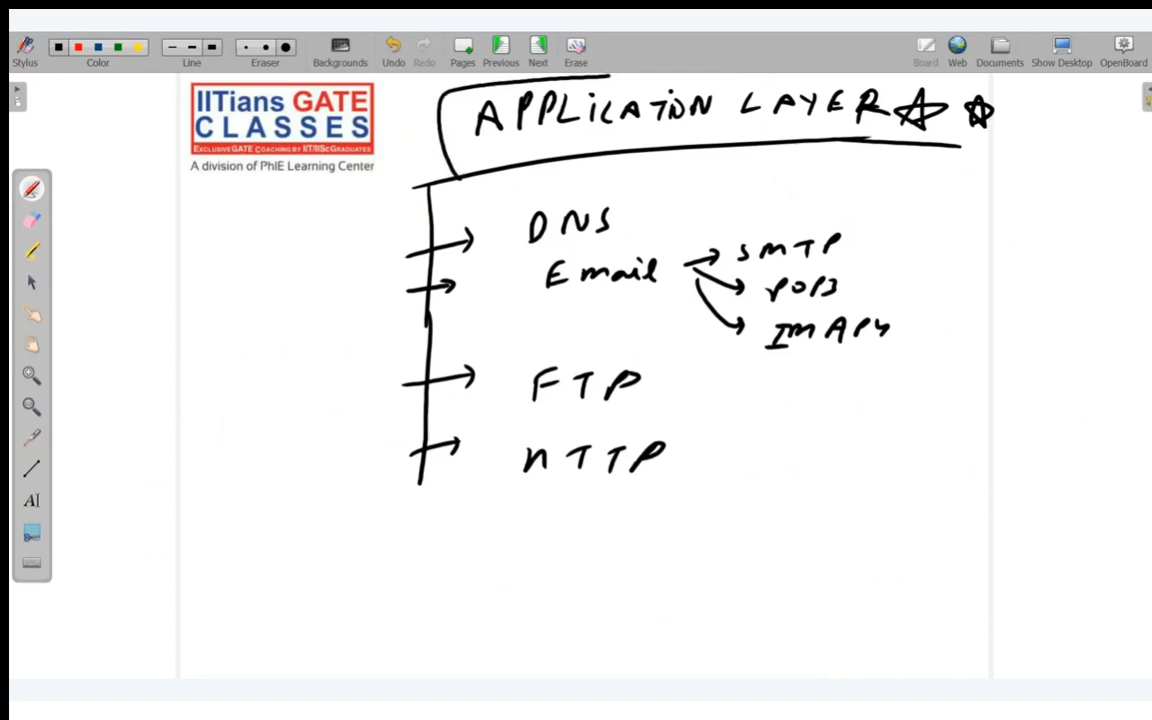 Stylus
Color
Line
Eraser
Backgrounds
Undo
Redo
Pages
Previous
Next
Erase
Board
Web
Documents
Show Desktop
OpenBoard
IITians GATE
CLASSES
EXCLUSIVE GATE COACHING BY IIT/IISc GRADUATES
A division of PhIE Learning Center
APPLICATION LAYER
DNS
Email
SMTP
POP3
IMAP4
FTP
HTTP
AI